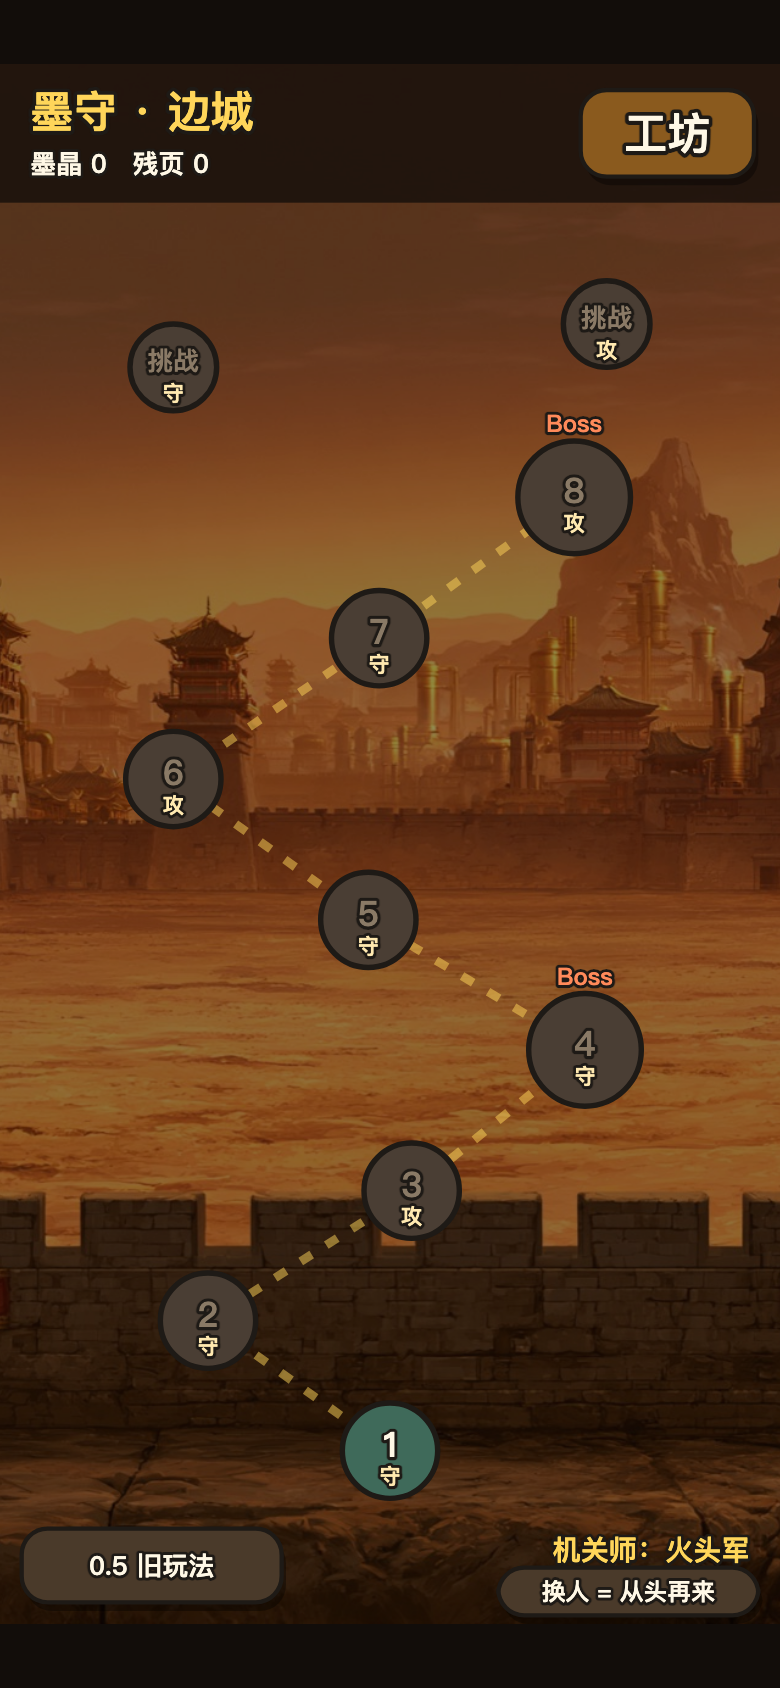 墨守 · 边城
墨晶 0 残页 0
工坊
挑战
攻
挑战
守
Boss
8
攻
7
守
6
攻
5
守
Boss
4
守
3
攻
2
守
1
守
0.5 旧玩法
机关师：火头军
换人 = 从头再来